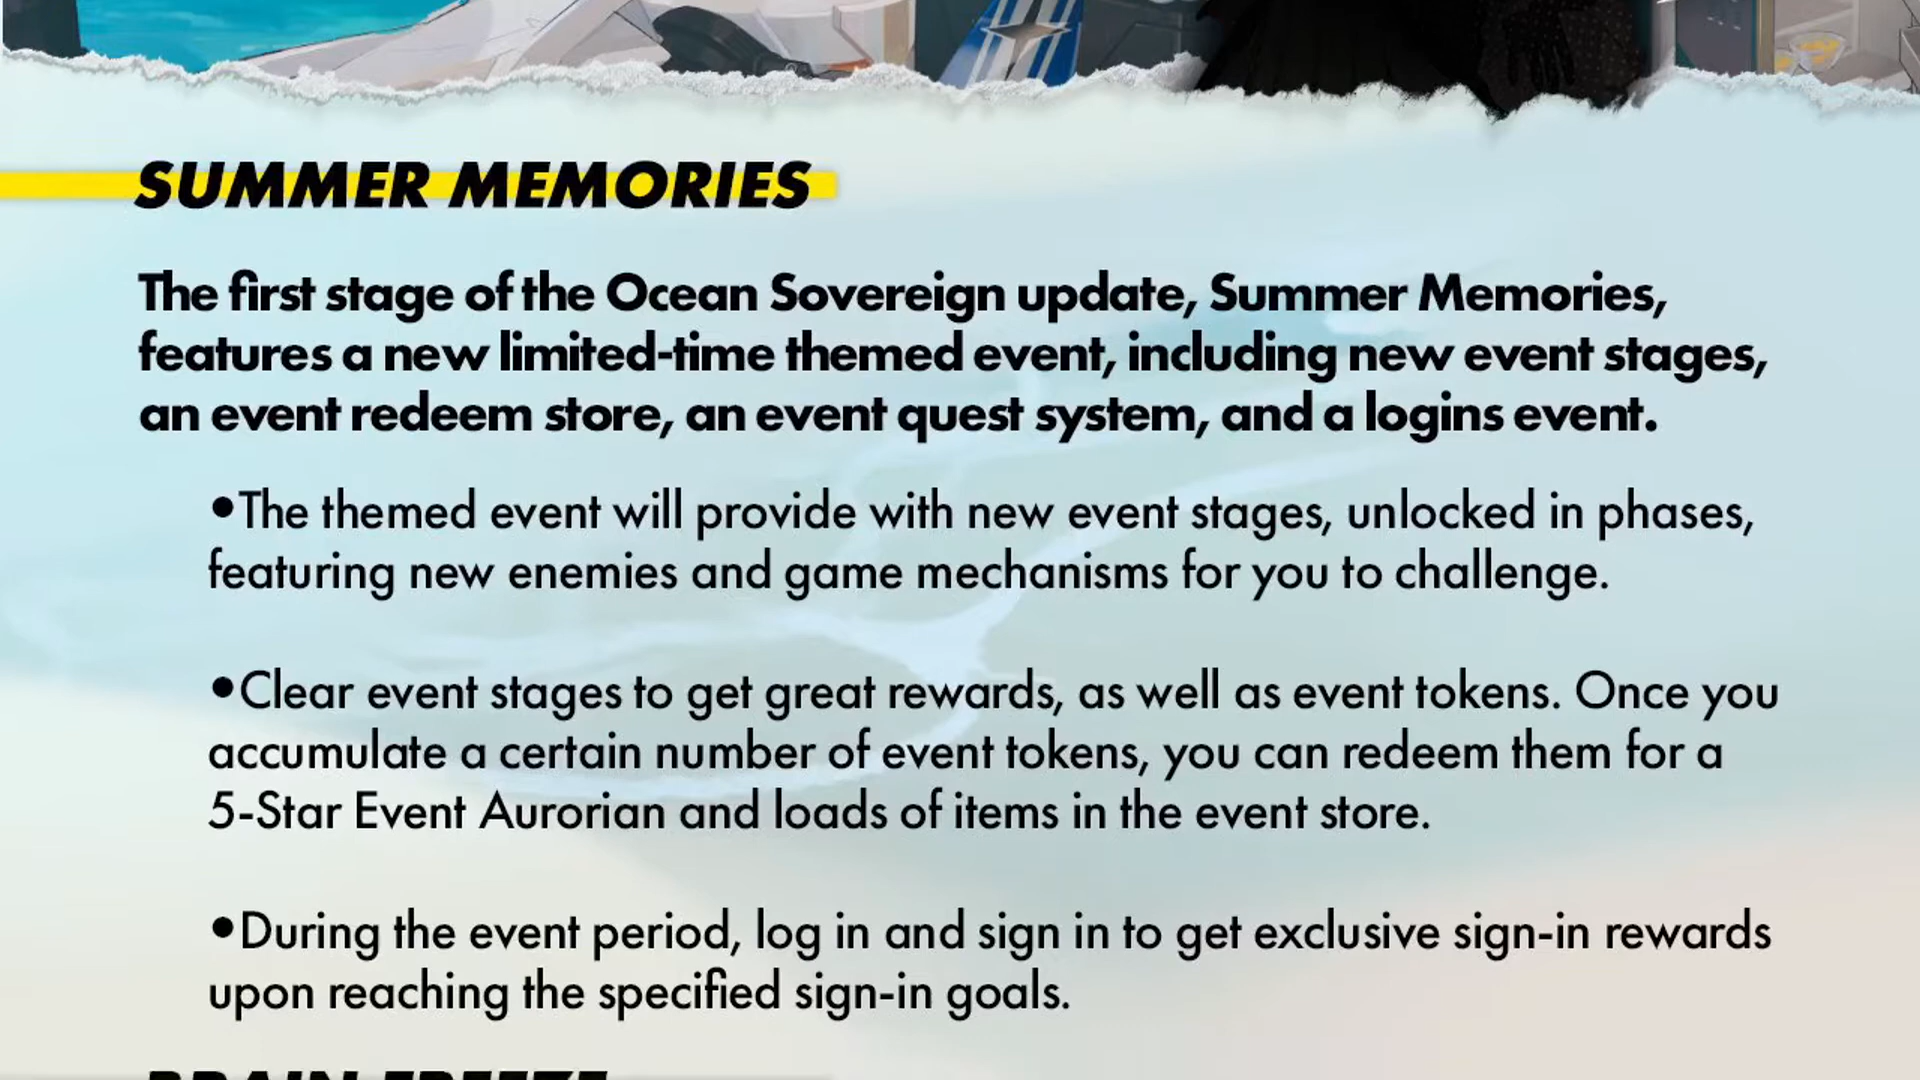 SUMMER MEMORIES
The first stage of the Ocean Sovereign update, Summer Memories,
features a new limited-time themed event, including new event stages,
an event redeem store, an event quest system, and a logins event.
•The themed event will provide with new event stages, unlocked in phases,
featuring new enemies and game mechanisms for you to challenge.
•Clear event stages to get great rewards, as well as event tokens. Once you
accumulate a certain number of event tokens, you can redeem them for a
5-Star Event Aurorian and loads of items in the event store.
•During the event period, log in and sign in to get exclusive sign-in rewards
upon reaching the specified sign-in goals.
BRAIN FREEZE